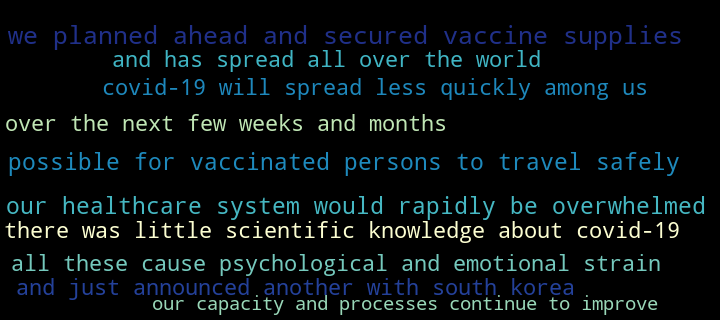 we planned ahead and secured vaccine supplies
and has spread all over the world
covid-19 will spread less quickly among us
over the next few weeks and months
possible for vaccinated persons to travel safely
our healthcare system would rapidly be overwhelmed
there was little scientific knowledge about covid-19
all these cause psychological and emotional strain
and just announced another with south korea
our capacity and processes continue to improve